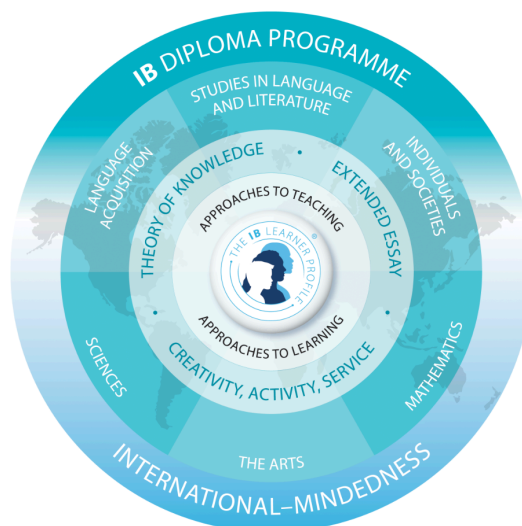 IB DIPLOMA PROGRAMME
STUDIES IN LANGUAGE
AND LITERATURE
LANGUAGE
ACQUISITION
INDIVIDUALS
AND SOCIETIES
THEORY OF KNOWLEDGE
EXTENDED ESSAY
APPROACHES TO TEACHING
THE IB LEARNER PROFILE
®
APPROACHES TO LEARNING
CREATIVITY, ACTIVITY, SERVICE
SCIENCES
MATHEMATICS
THE ARTS
INTERNATIONAL–MINDEDNESS